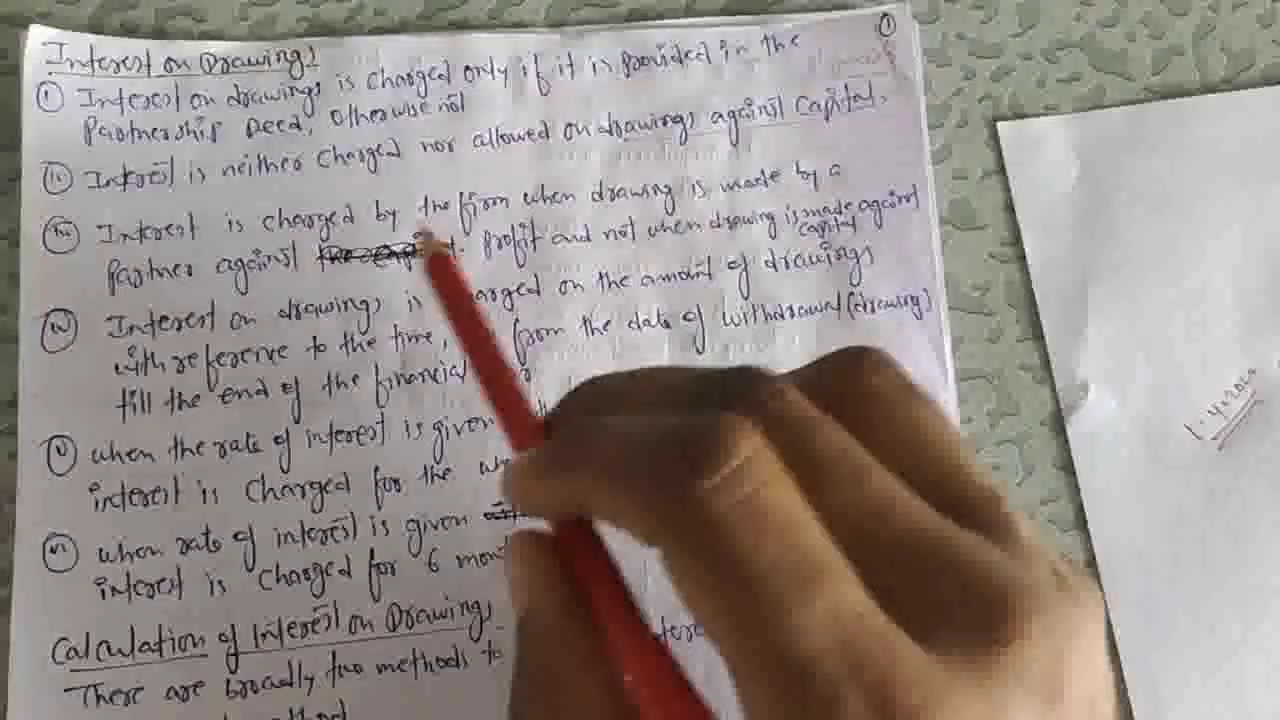 ①
Interest on Drawings
(i) Interest on drawings is charged only if it is provided in the
Partnership Deed, otherwise not
(ii) Interest is neither charged nor allowed on drawings against Capital.
(iii) Interest is charged by the firm when drawing is made by a
partner against profit and not when drawing is made against
capital
(iv) Interest on drawings is charged on the amount of drawings
with reference to the time, from the date of withdrawal (drawing)
till the end of the financial
(v) when the rate of interest is given
interest is charged for the
(vi) when rate of interest is given
interest is charged for 6
Calculation of Interest on Drawings
There are broadly two methods to